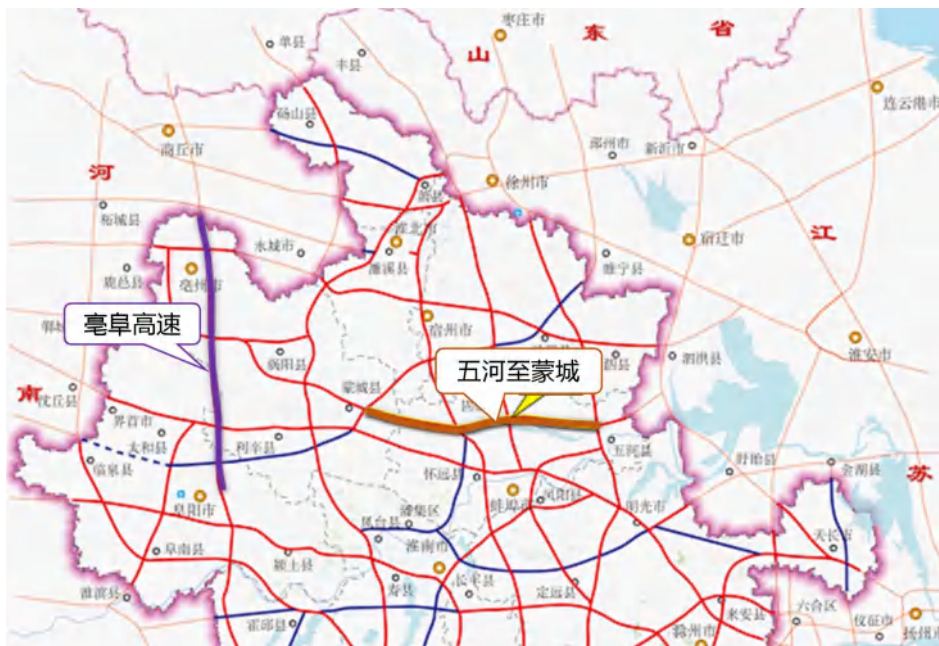 枣庄市
山东省
单县
丰县
连云港市
砀山县
商丘市
邳州市
新沂市
河
萧县
徐州市
柘城县
江
永城市
淮北市
宿迁市
濉溪县
睢宁县
鹿邑县
亳州市
亳阜高速
宿州市
淮安市
涡阳县
五河至蒙城
泗县
泗洪县
南
沈丘县
蒙城县
界首市
太和县
利辛县
五河县
临泉县
怀远县
盱眙县
金湖县
苏
阜阳市
蚌埠市
凤阳县
潘集区
明光市
凤台县
天长市
阜南县
淮南市
颍上县
长丰县
寿县
定远县
淮滨县
来安县
六合区
仪征市
霍邱县
滁州市
扬州市